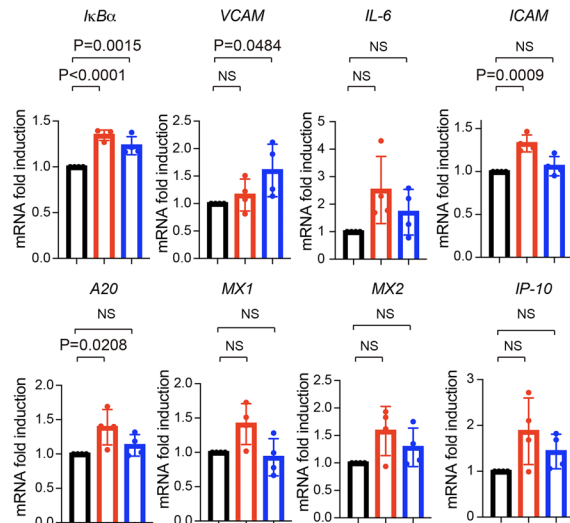 IκBα
P=0.0015
P<0.0001
mRNA fold induction
1.5
1.0
0.5
0.0
VCAM
P=0.0484
NS
mRNA fold induction
2.5
2.0
1.5
1.0
0.5
0.0
IL-6
NS
NS
mRNA fold induction
5
4
3
2
1
0
ICAM
NS
P=0.0009
mRNA fold induction
1.5
1.0
0.5
0.0
A20
NS
P=0.0208
mRNA fold induction
2.0
1.5
1.0
0.5
0.0
MX1
NS
NS
mRNA fold induction
2.0
1.5
1.0
0.5
0.0
MX2
NS
NS
mRNA fold induction
2.5
2.0
1.5
1.0
0.5
0.0
IP-10
NS
NS
mRNA fold induction
3
2
1
0